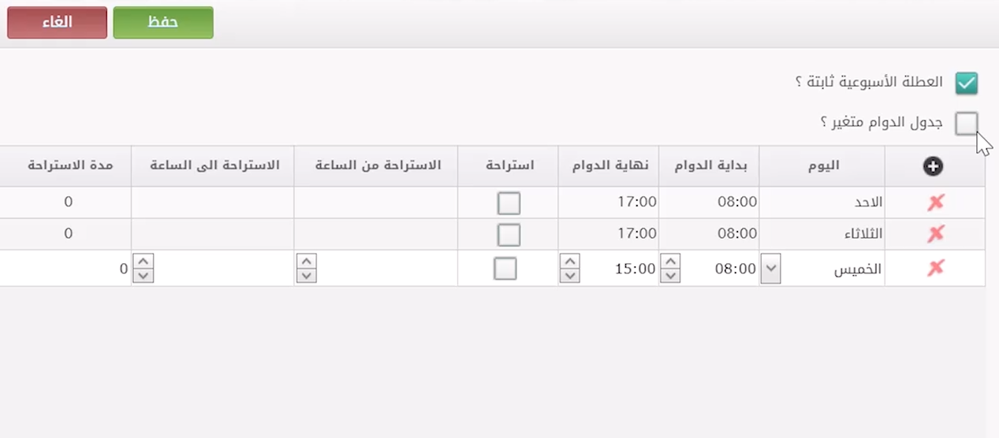 حفظ الغاء
العطلة الأسبوعية ثابتة ؟
جدول الدوام متغير ؟
اليوم بداية الدوام نهاية الدوام استراحة الاستراحة من الساعة الاستراحة الى الساعة مدة الاستراحة
الاحد 08:00 17:00 0
الثلاثاء 08:00 17:00 0
الخميس 08:00 15:00 0